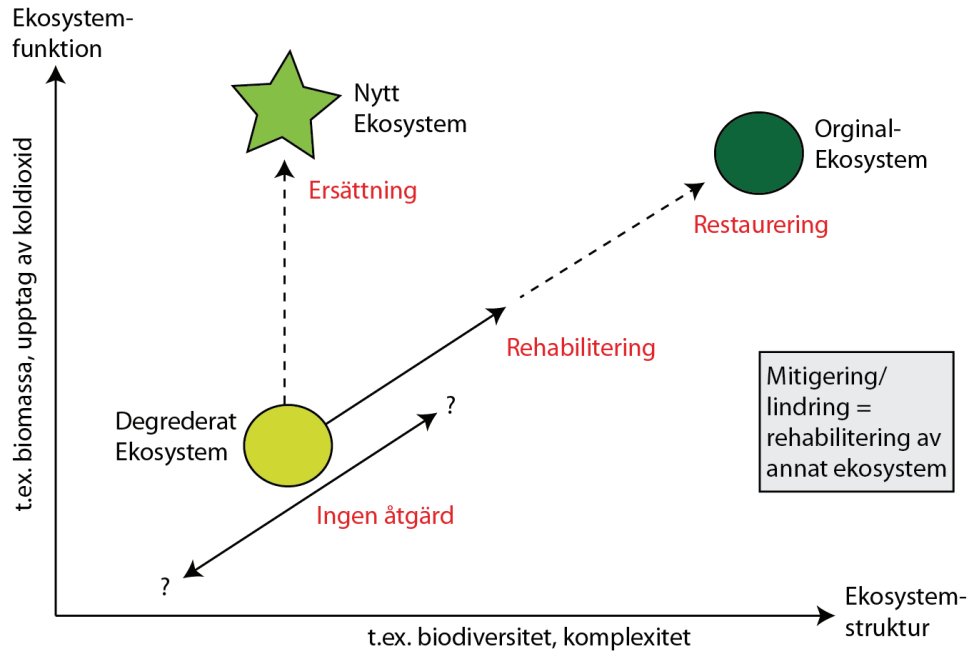 Ekosystem-
funktion
t.ex. biomassa, upptag av koldioxid
Nytt
Ekosystem
Ersättning
Orginal-
Ekosystem
Restaurering
Rehabilitering
Degrederat
Ekosystem
?
Ingen åtgärd
?
Mitigering/
lindring =
rehabilitering av
annat ekosystem
t.ex. biodiversitet, komplexitet
Ekosystem-
struktur